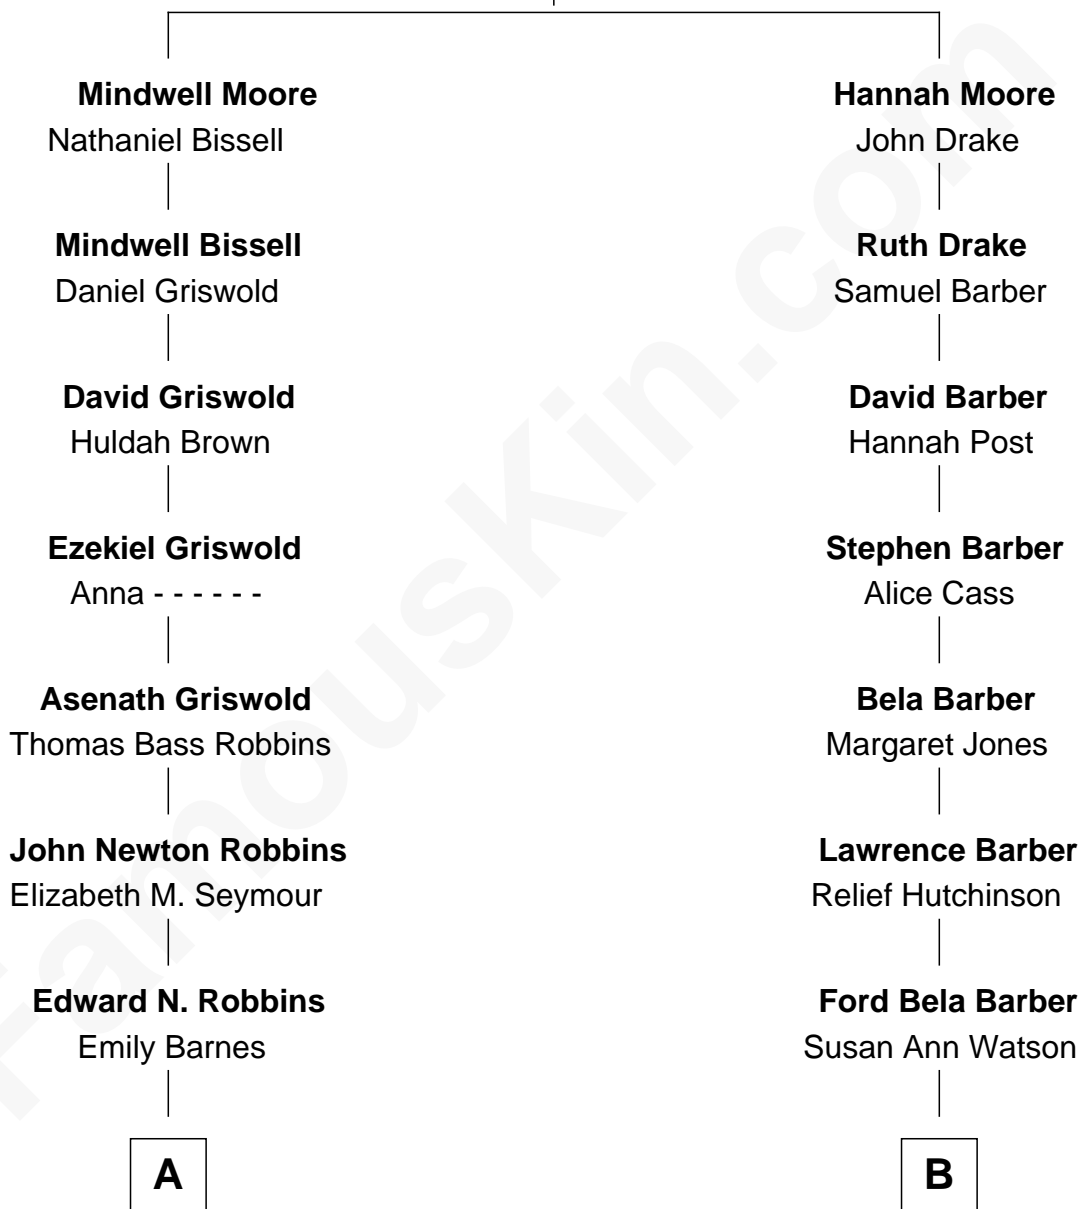 Mindwell Moore
Nathaniel Bissell
Hannah Moore
John Drake
Mindwell Bissell
Daniel Griswold
Ruth Drake
Samuel Barber
David Griswold
Huldah Brown
David Barber
Hannah Post
Ezekiel Griswold
Anna - - - - - -
Stephen Barber
Alice Cass
Asenath Griswold
Thomas Bass Robbins
Bela Barber
Margaret Jones
John Newton Robbins
Elizabeth M. Seymour
Lawrence Barber
Relief Hutchinson
Edward N. Robbins
Emily Barnes
Ford Bela Barber
Susan Ann Watson
A
B
FamousKin.com